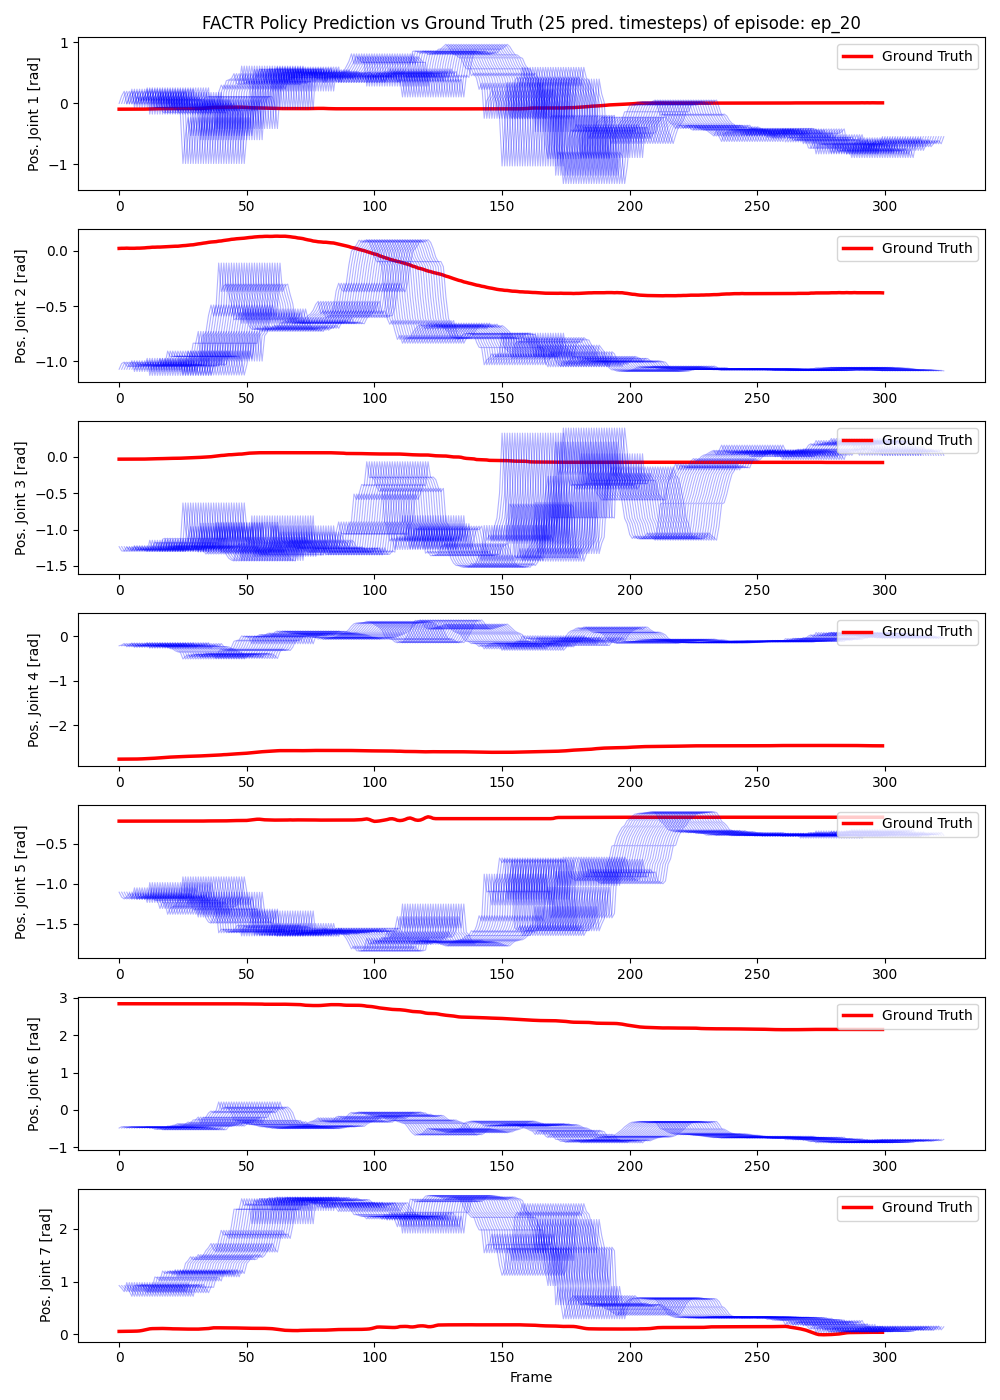 FACTR Policy Prediction vs Ground Truth (25 pred. timesteps) of episode: ep_20
Pos. Joint 1 [rad]
1
0
−1
Ground Truth
0 50 100 150 200 250 300
Pos. Joint 2 [rad]
0.0
−0.5
−1.0
Ground Truth
0 50 100 150 200 250 300
Pos. Joint 3 [rad]
0.0
−0.5
−1.0
−1.5
Ground Truth
0 50 100 150 200 250 300
Pos. Joint 4 [rad]
0
−1
−2
Ground Truth
0 50 100 150 200 250 300
Pos. Joint 5 [rad]
−0.5
−1.0
−1.5
Ground Truth
0 50 100 150 200 250 300
Pos. Joint 6 [rad]
3
2
1
0
−1
Ground Truth
0 50 100 150 200 250 300
Pos. Joint 7 [rad]
2
1
0
Ground Truth
0 50 100 150 200 250 300
Frame